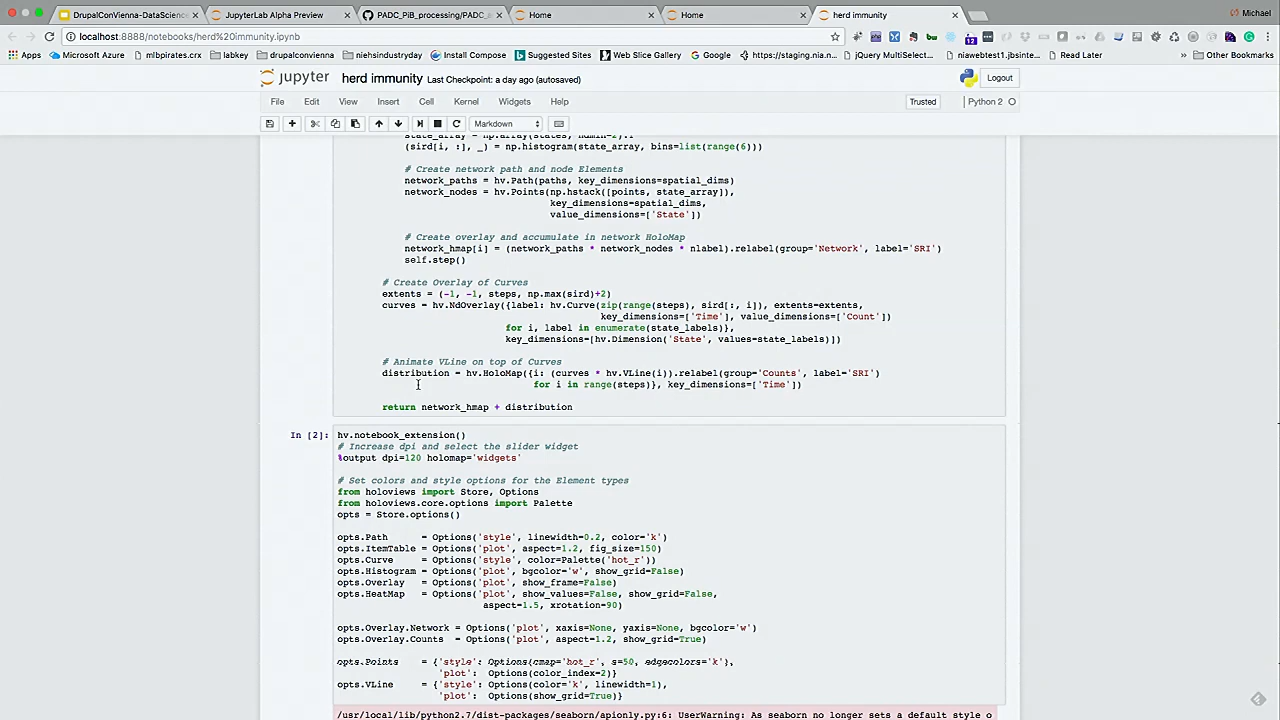 DrupalConVienna-DataScience
JupyterLab Alpha Preview
PADC_PiB_processing/PADC_
Home
Home
herd immunity
Michael
localhost:8888/notebooks/herd%20immunity.ipynb
Apps
Microsoft Azure
mlbpirates.crx
labkey
wrupalconvienna
niehsindustryday
Install Compose
Suggested Sites
Web Slice Gallery
Google
https://staging.nia.n...
jQuery MultiSelect...
niawebtest1.jbsinte...
Read Later
»
Other Bookmarks
jupyter herd immunity Last Checkpoint: a day ago (autosaved)
Logout
File Edit View Insert Cell Kernel Widgets Help
Trusted
Python 2
Markdown
state_array = np.array(states, ndmin=2).T
(sird[i, :], _) = np.histogram(state_array, bins=list(range(6)))
# Create network path and node Elements
network_paths = hv.Path(paths, key_dimensions=spatial_dims)
network_nodes = hv.Points(np.hstack([points, state_array]),
key_dimensions=spatial_dims,
value_dimensions=['State'])
# Create overlay and accumulate in network HoloMap
network_hmap[i] = (network_paths * network_nodes * nlabel).relabel(group='Network', label='SRI')
self.step()
# Create Overlay of Curves
extents = (-1, -1, steps, np.max(sird)+2)
curves = hv.NdOverlay({label: hv.Curve(zip(range(steps), sird[:, i]), extents=extents,
key_dimensions=['Time'], value_dimensions=['Count'])
for i, label in enumerate(state_labels)},
key_dimensions=[hv.Dimension('State', values=state_labels)])
# Animate VLine on top of Curves
distribution = hv.HoloMap({i: (curves * hv.VLine(i)).relabel(group='Counts', label='SRI')
for i in range(steps)}, key_dimensions=['Time'])
return network_hmap + distribution
In [2]:
hv.notebook_extension()
# Increase dpi and select the slider widget
%output dpi=120 holomap='widgets'
# Set colors and style options for the Element types
from holoviews import Store, Options
from holoviews.core.options import Palette
opts = Store.options()
opts.Path = Options('style', linewidth=0.2, color='k')
opts.ItemTable = Options('plot', aspect=1.2, fig_size=150)
opts.Curve = Options('style', color=Palette('hot_r'))
opts.Histogram = Options('plot', bgcolor='w', show_grid=False)
opts.Overlay = Options('plot', show_frame=False)
opts.HeatMap = Options('plot', show_values=False, show_grid=False,
aspect=1.5, xrotation=90)
opts.Overlay.Network = Options('plot', xaxis=None, yaxis=None, bgcolor='w')
opts.Overlay.Counts = Options('plot', aspect=1.2, show_grid=True)
opts.Points = {'style': Options(cmap='hot_r', s=50, edgecolors='k'),
'plot': Options(color_index=2)}
opts.VLine = {'style': Options(color='k', linewidth=1),
'plot': Options(show_grid=True)}
/usr/local/lib/python2.7/dist-packages/seaborn/apionly.py:6: UserWarning: As seaborn no longer sets a default style o